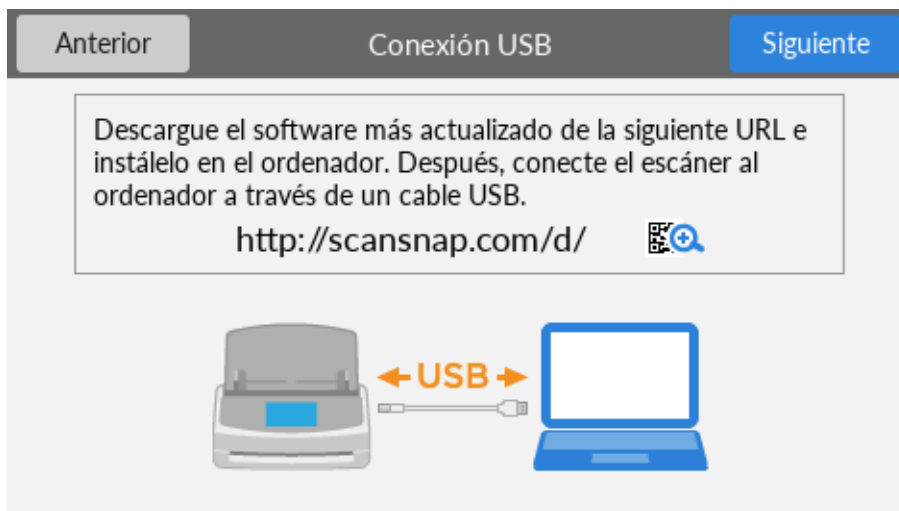 Anterior
Conexión USB
Siguiente
Descargue el software más actualizado de la siguiente URL e
instálelo en el ordenador. Después, conecte el escáner al
ordenador a través de un cable USB.
http://scansnap.com/d/
USB